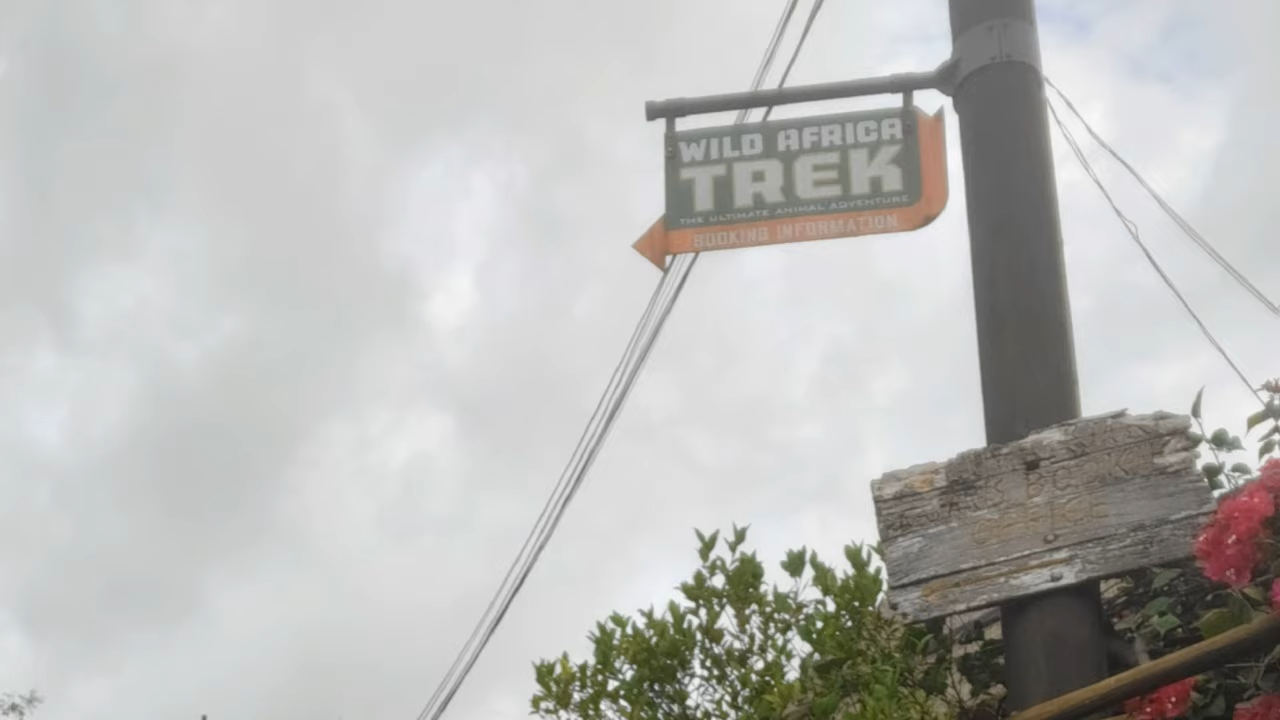 WILD AFRICA
TREK
THE ULTIMATE ANIMAL ADVENTURE
BOOKING INFORMATION